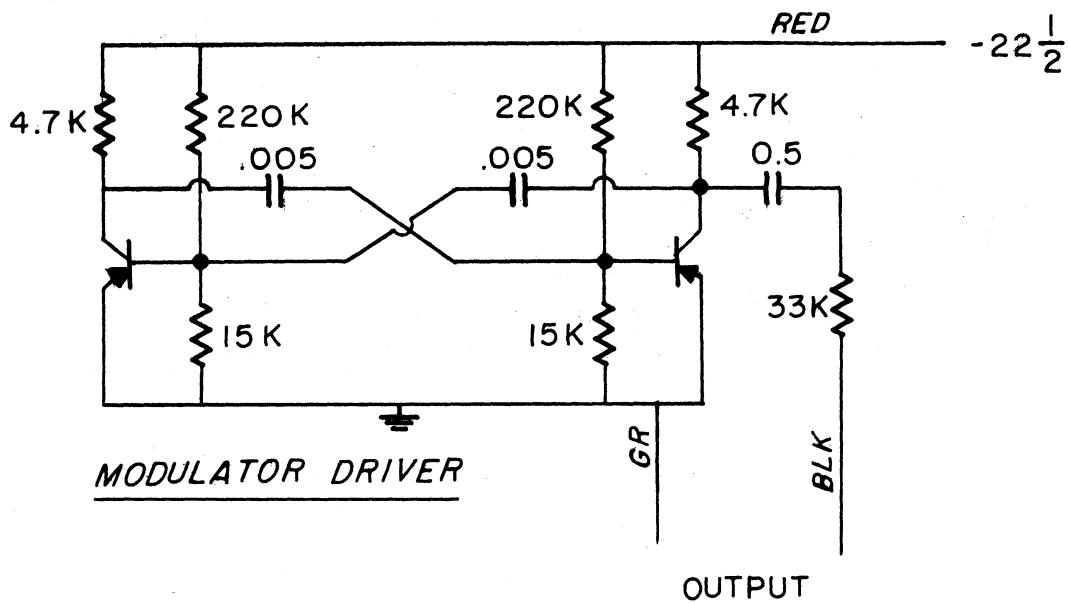 RED
-22 1/2
4.7K
220K
220K
4.7K
.005
.005
0.5
15K
15K
33K
GR
BLK
MODULATOR DRIVER
OUTPUT